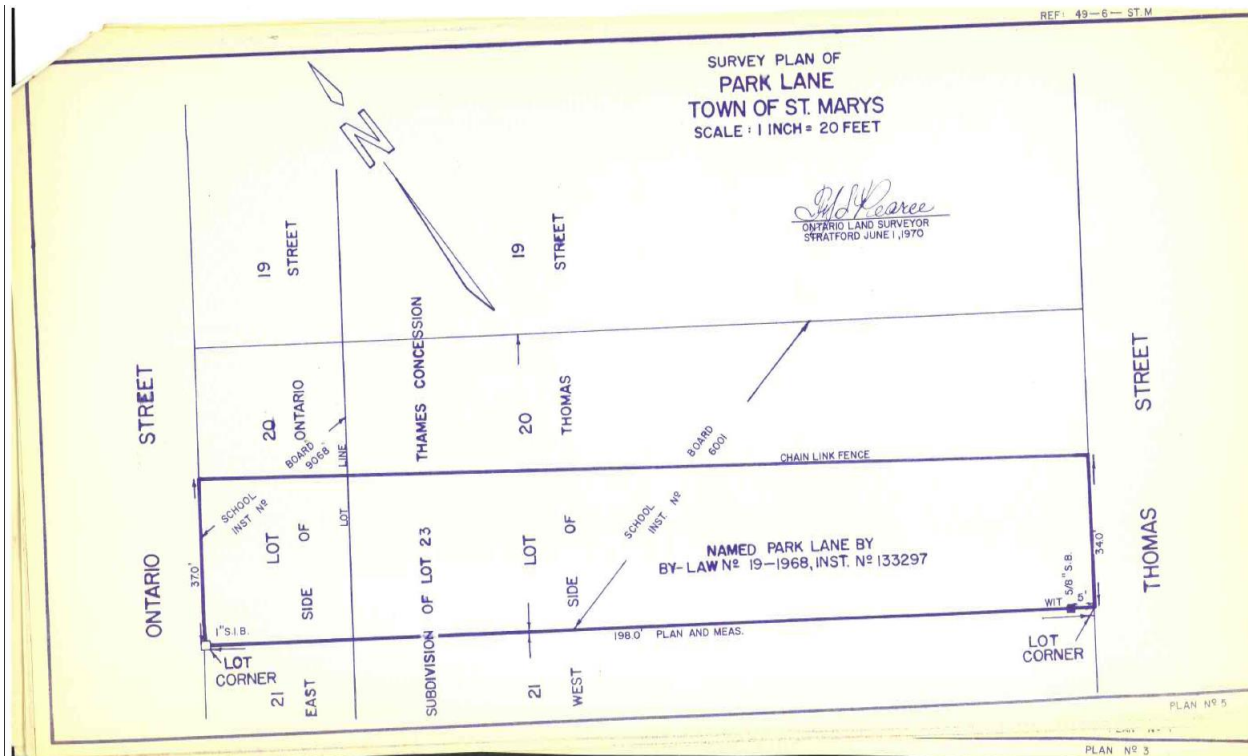 REF: 49-6-ST.M
SURVEY PLAN OF
PARK LANE
TOWN OF ST. MARYS
SCALE : 1 INCH = 20 FEET
Pearce
ONTARIO LAND SURVEYOR
STRATFORD JUNE 1, 1970
N
19
STREET
19
STREET
STREET
ONTARIO
STREET
THOMAS
20
ONTARIO
20
THOMAS
THAMES CONCESSION
SUBDIVISION OF LOT 23
BOARD
9068
LOT LINE
BOARD
6001
CHAIN LINK FENCE
SCHOOL
INST. Nº
SCHOOL
INST. Nº
LOT
SIDE OF
LOT
SIDE OF
NAMED PARK LANE BY
BY-LAW Nº 19-1968, INST. Nº 133297
37.0'
34.0'
1" S.I.B.
WIT
5/8" S.B.
5'
198.0' PLAN AND MEAS.
LOT
CORNER
LOT
CORNER
21
EAST
21
WEST
PLAN Nº 5
PLAN Nº 3